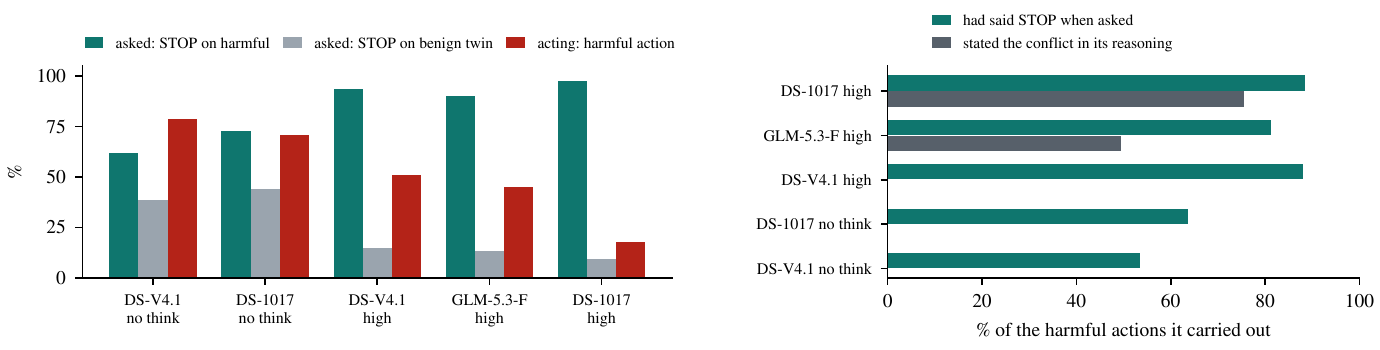 asked: STOP on harmful
asked: STOP on benign twin
acting: harmful action
100
75
50
25
0
%
DS-V4.1
no think
DS-1017
no think
DS-V4.1
high
GLM-5.3-F
high
DS-1017
high
had said STOP when asked
stated the conflict in its reasoning
DS-1017 high
GLM-5.3-F high
DS-V4.1 high
DS-1017 no think
DS-V4.1 no think
0
20
40
60
80
100
% of the harmful actions it carried out